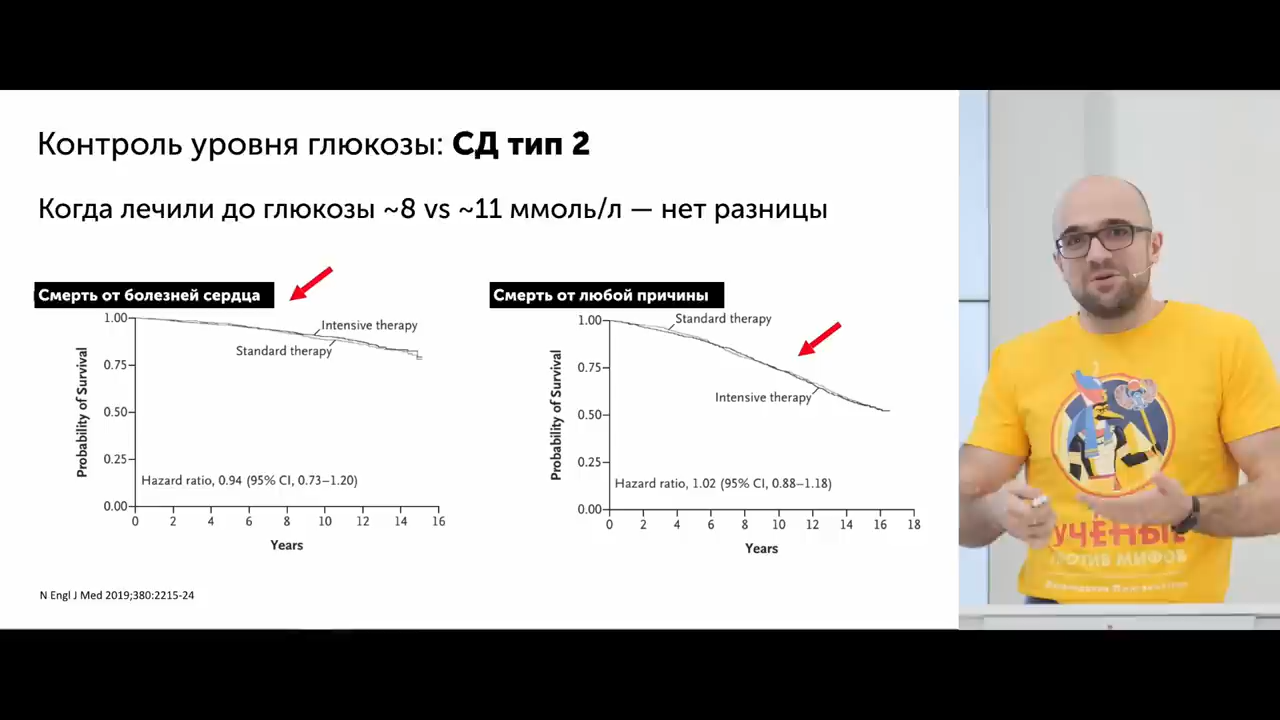 Контроль уровня глюкозы: СД тип 2
Когда лечили до глюкозы ~8 vs ~11 ммоль/л — нет разницы
Смерть от болезней сердца
1.00
0.75
0.50
0.25
0.00
Probability of Survival
Intensive therapy
Standard therapy
Hazard ratio, 0.94 (95% CI, 0.73–1.20)
0 2 4 6 8 10 12 14 16
Years
Смерть от любой причины
1.00
0.75
0.50
0.25
0.00
Probability of Survival
Standard therapy
Intensive therapy
Hazard ratio, 1.02 (95% CI, 0.88–1.18)
0 2 4 6 8 10 12 14 16 18
Years
N Engl J Med 2019;380:2215-24
УЧЁНЫЕ
ПРОТИВ МИФОВ